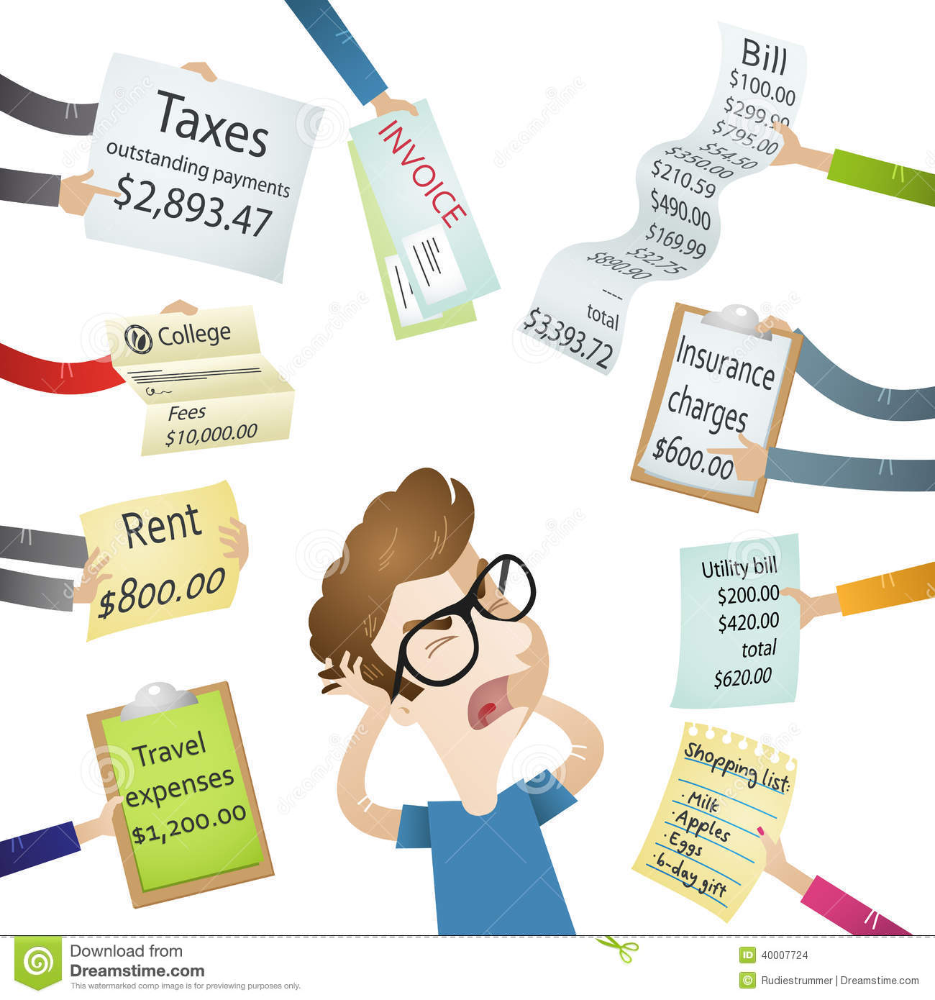 Taxes
outstanding payments
$2,893.47
INVOICE
Bill
$100.00
$299.99
$795.00
$54.50
$350.00
$210.59
$490.00
$169.99
$32.75
$890.90
----
total
$3,393.72
College
Fees
$10,000.00
Insurance
charges
$600.00
Rent
$800.00
Utility bill
$200.00
$420.00
total
$620.00
Travel
expenses
$1,200.00
Shopping list:
· Milk
· Apples
· Eggs
· b-day gift
Download from
Dreamstime.com
This watermarked comp image is for previewing purposes only.
ID 40007724
© Rudiestrummer | Dreamstime.com
dreamstime